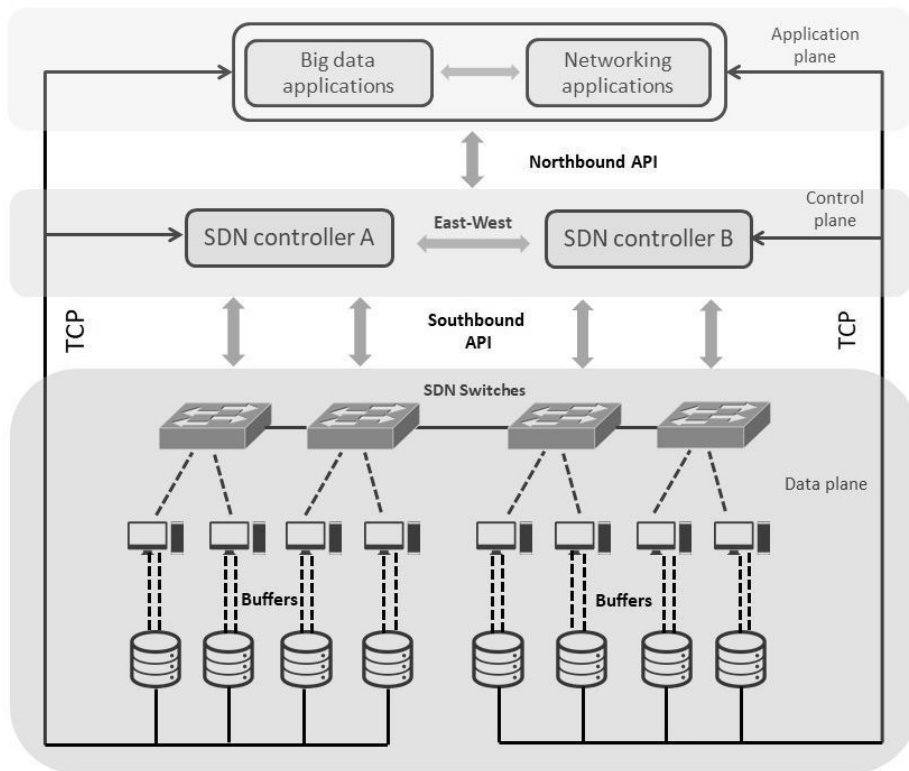 Big data
applications
Networking
applications
Application
plane
Northbound API
Control
plane
SDN controller A
East-West
SDN controller B
TCP
Southbound
API
TCP
SDN Switches
Data plane
Buffers
Buffers